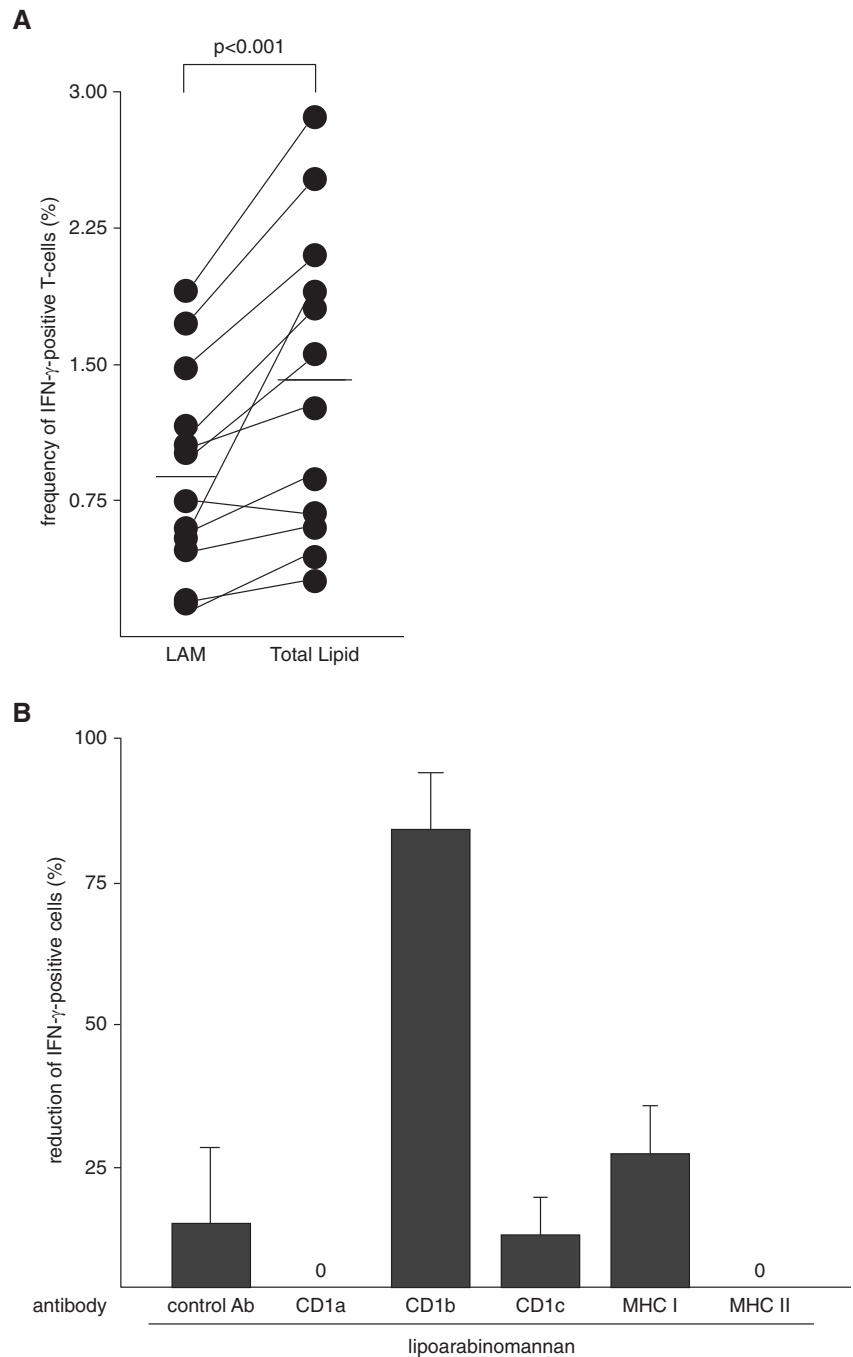 A
p<0.001
frequency of IFN-γ-positive T-cells (%)
3.00
2.25
1.50
0.75
LAM Total Lipid
B
reduction of IFN-γ-positive cells (%)
100
75
50
25
0 0
antibody control Ab CD1a CD1b CD1c MHC I MHC II
lipoarabinomannan